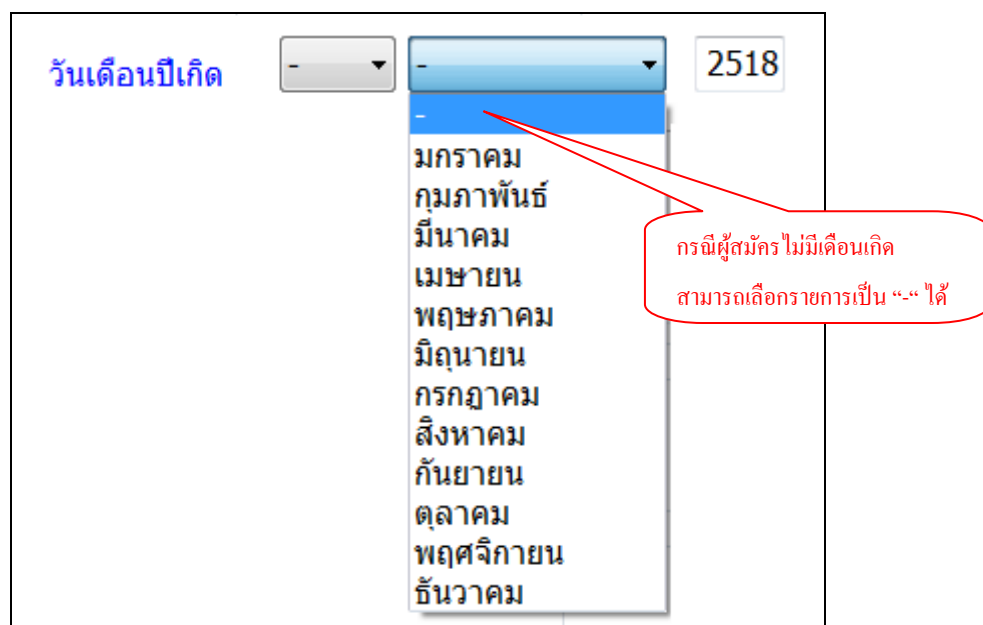 วันเดือนปีเกิด - - 2518
-
มกราคม
กุมภาพันธ์
มีนาคม
เมษายน
พฤษภาคม
มิถุนายน
กรกฎาคม
สิงหาคม
กันยายน
ตุลาคม
พฤศจิกายน
ธันวาคม
กรณีผู้สมัครไม่มีเดือนเกิด
สามารถเลือกรายการเป็น “-“ ได้